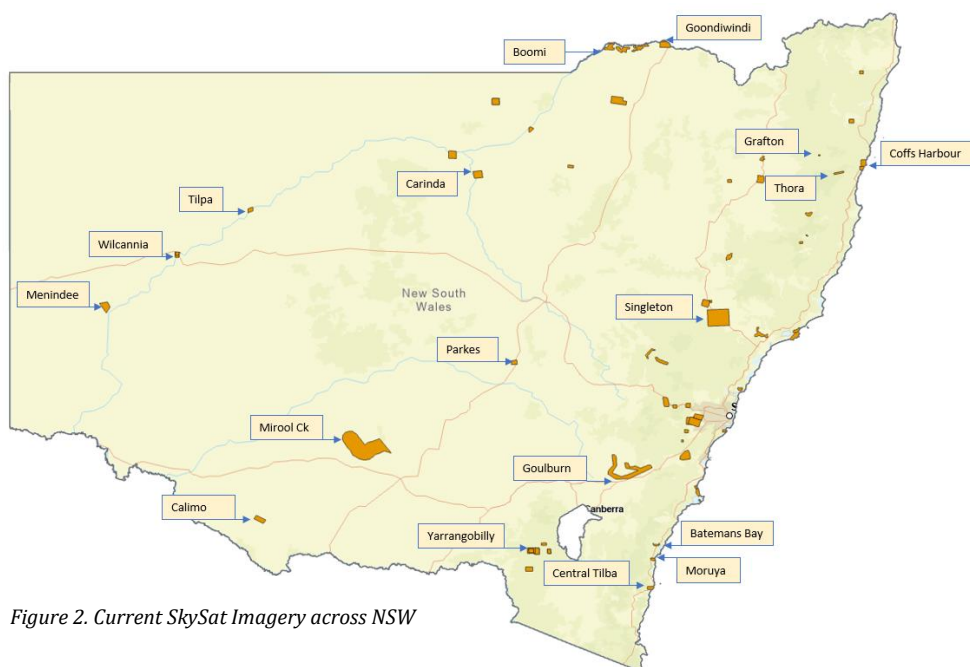 Goondiwindi
Boomi
Grafton
Coffs Harbour
Carinda
Thora
Tilpa
Wilcannia
Menindee
New South
Wales
Singleton
Parkes
S
Mirool Ck
Goulburn
Calimo
Canberra
Yarrangobilly
Batemans Bay
Central Tilba
Moruya
Figure 2. Current SkySat Imagery across NSW